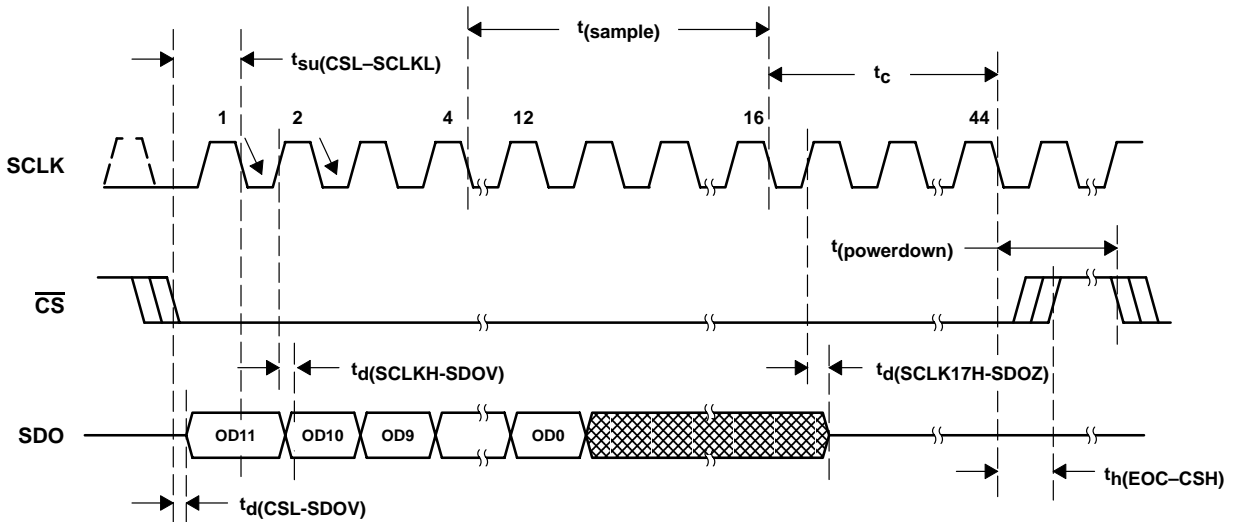 t(sample)
tsu(CSL–SCLKL)
tc
1 2 4 12 16 44
SCLK
t(powerdown)
CS
td(SCLKH-SDOV)
td(SCLK17H-SDOZ)
SDO
OD11 OD10 OD9 OD0
th(EOC–CSH)
td(CSL-SDOV)